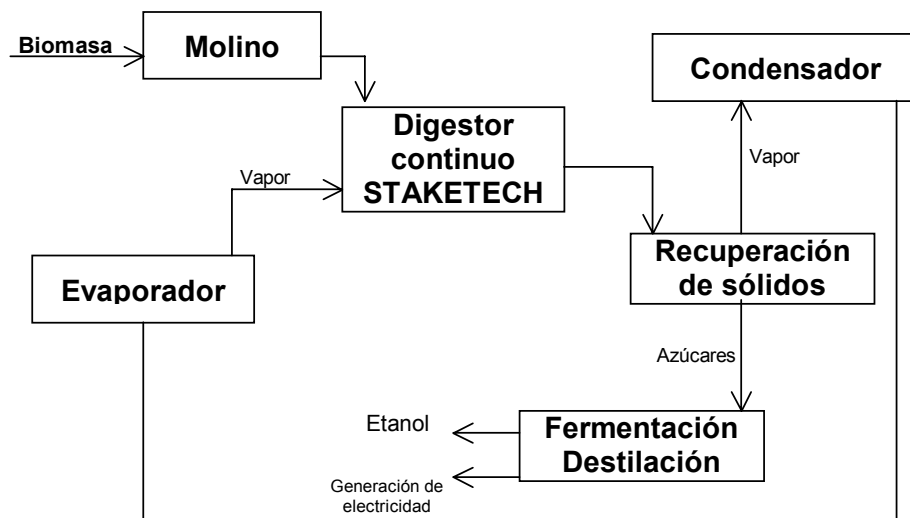 Biomasa
Molino
Condensador
Digestor
continuo
STAKETECH
Vapor
Vapor
Recuperación
de sólidos
Evaporador
Azúcares
Etanol
Fermentación
Destilación
Generación de
electricidad